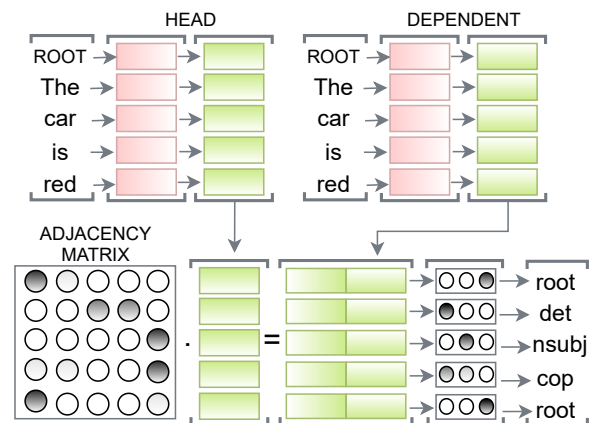 HEAD DEPENDENT
ROOT ROOT
The The
car car
is is
red red
ADJACENCY
MATRIX
root
det
. = nsubj
cop
root